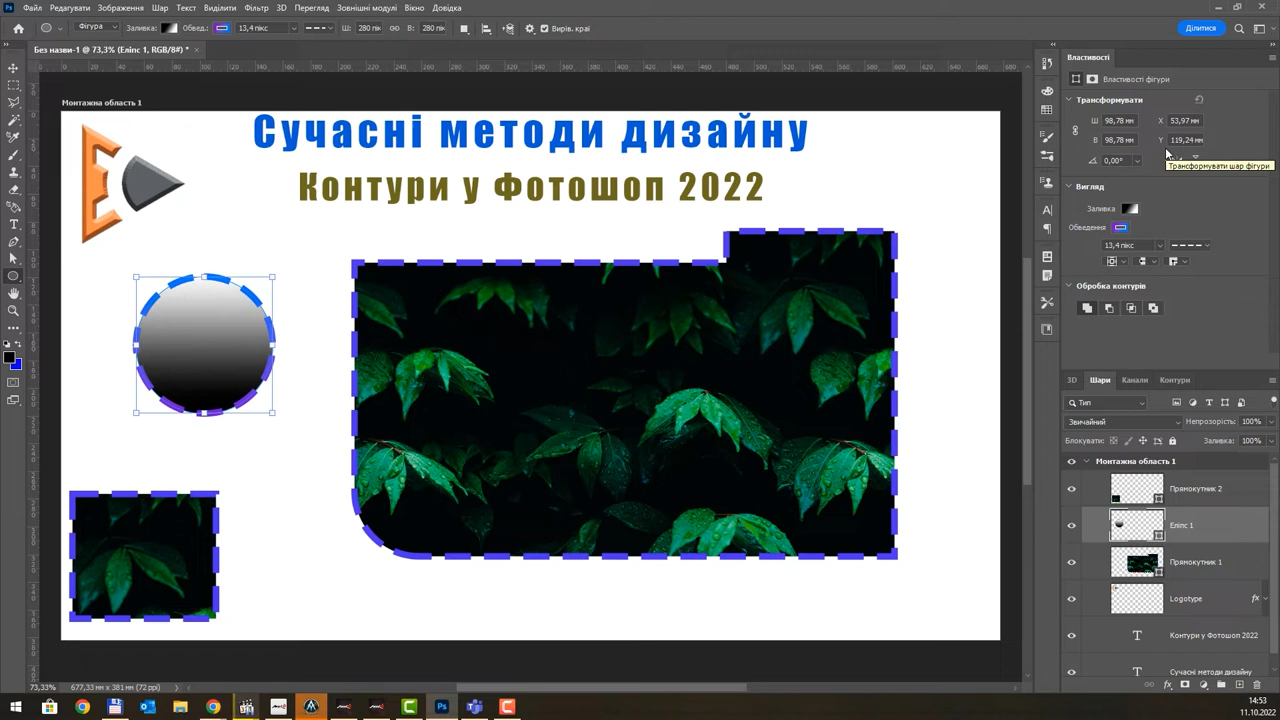 Файл Редагування Зображення Шар Текст Виділити Фільтр 3D Перегляд Зовнішні модулі Вікно Довідка
Фігура Заливка: Обвед.: 13,4 пікс Ш: 280 пік В: 280 пік Вирів. краї Ділитися
Без назви-1 @ 73,3% (Еліпс 1, RGB/8#) *
Властивості
Властивості фігури
Монтажна область 1
Трансформувати
Сучасні методи дизайну
Ш 98,78 мм X 53,97 мм
В 98,78 мм Y 119,24 мм
0,00°
Трансформувати шар фігури
Контури у Фотошоп 2022
Вигляд
Заливка
Обведення
13,4 пікс
Обробка контурів
3D Шари Канали Контури
Тип
Звичайний Непрозорість: 100%
Блокувати: Заливка: 100%
Монтажна область 1
Прямокутник 2
Еліпс 1
Прямокутник 1
Logotype fx
T Контури у Фотошоп 2022
T Сучасні методи дизайну
73,33% 677,33 мм x 381 мм (72 ppi)
14:53
11.10.2022